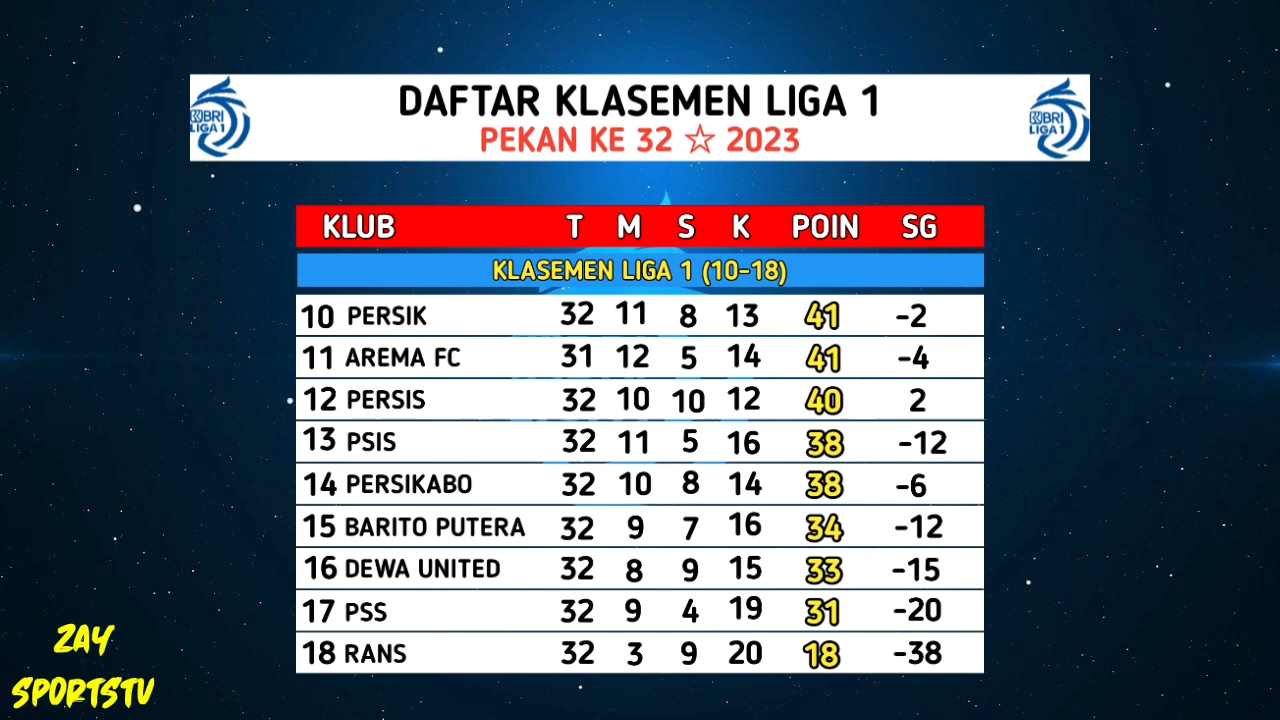 DAFTAR KLASEMEN LIGA 1
PEKAN KE 32 ☆ 2023
BRI
LIGA 1
BRI
LIGA 1
KLUB T M S K POIN SG
KLASEMEN LIGA 1 (10-18)
10 PERSIK 32 11 8 13 41 -2
11 AREMA FC 31 12 5 14 41 -4
12 PERSIS 32 10 10 12 40 2
13 PSIS 32 11 5 16 38 -12
14 PERSIKABO 32 10 8 14 38 -6
15 BARITO PUTERA 32 9 7 16 34 -12
16 DEWA UNITED 32 8 9 15 33 -15
17 PSS 32 9 4 19 31 -20
18 RANS 32 3 9 20 18 -38
ZAY
SPORTSTV